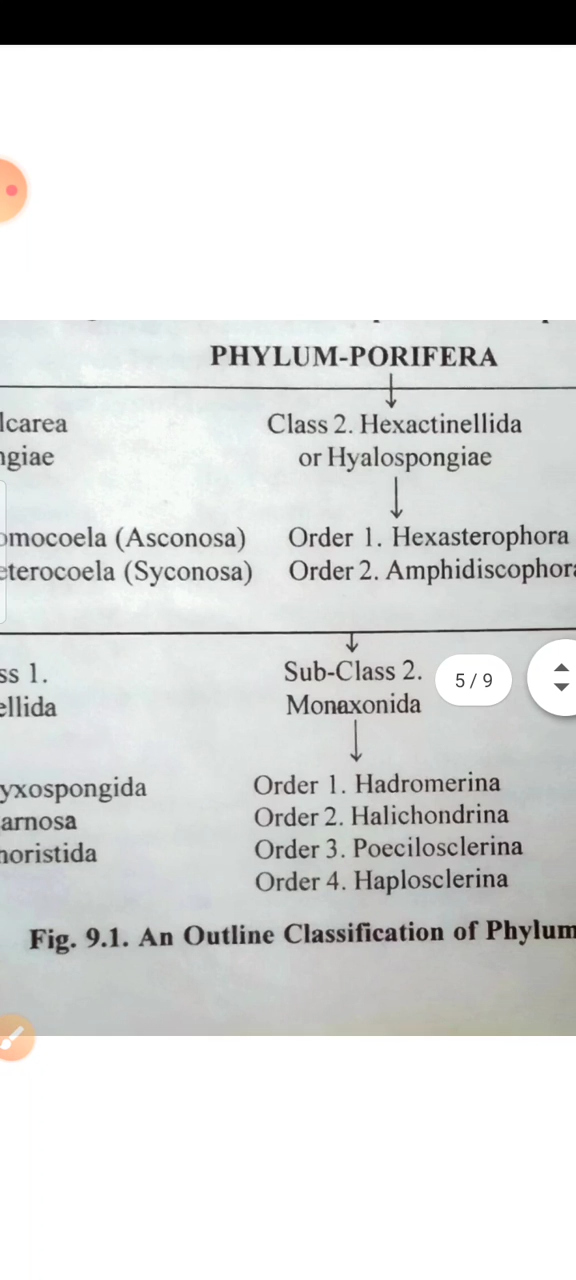 PHYLUM-PORIFERA
lcarea
ngiae
Class 2. Hexactinellida
or Hyalospongiae
omocoela (Asconosa)
eterocoela (Syconosa)
Order 1. Hexasterophora
Order 2. Amphidiscophora
ss 1.
ellida
Sub-Class 2.
Monaxonida
5 / 9
yxospongida
arnosa
horistida
Order 1. Hadromerina
Order 2. Halichondrina
Order 3. Poecilosclerina
Order 4. Haplosclerina
Fig. 9.1. An Outline Classification of Phylum